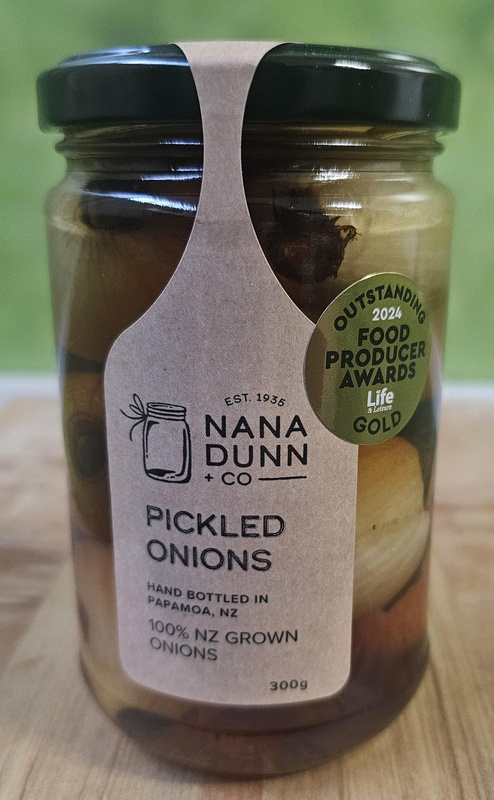 OUTSTANDING
2024
FOOD
PRODUCER
AWARDS
Life
& Leisure
GOLD
EST. 1935
NANA
DUNN
+ CO
PICKLED
ONIONS
HAND BOTTLED IN
PAPAMOA, NZ
100% NZ GROWN
ONIONS
300g